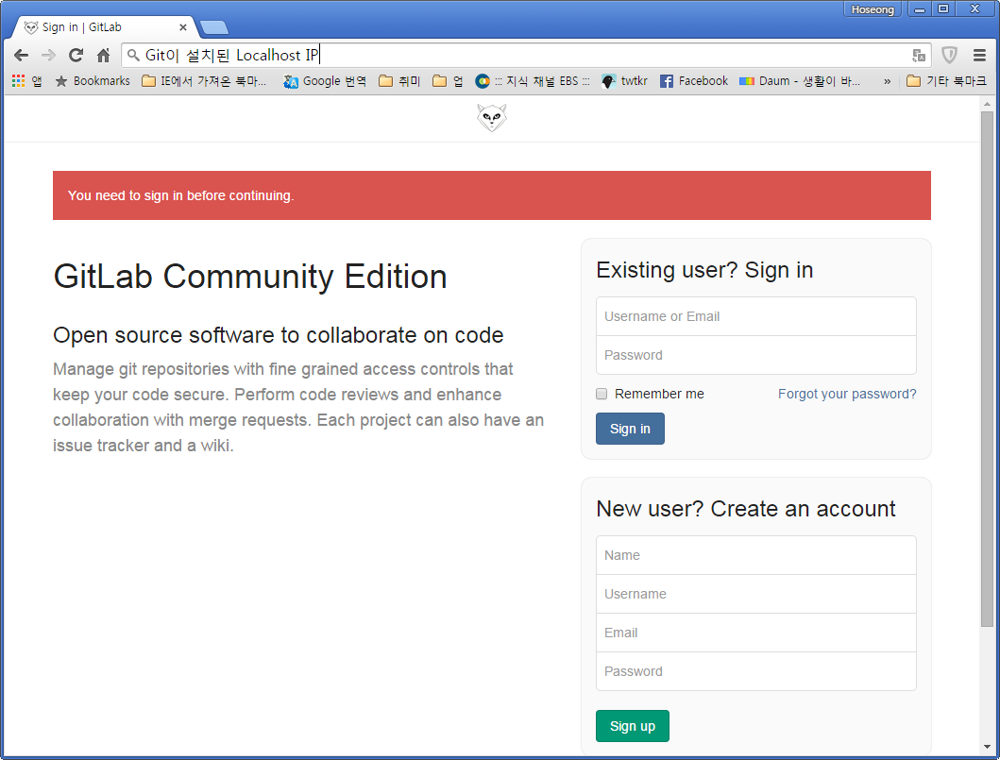 Hoseong
Sign in | GitLab
Git이 설치된 Localhost IP
앱 Bookmarks IE에서 가져온 북마... Google 번역 취미 업 ::: 지식 채널 EBS ::: twtkr Facebook Daum - 생활이 바... » 기타 북마크
You need to sign in before continuing.
GitLab Community Edition
Open source software to collaborate on code
Manage git repositories with fine grained access controls that
keep your code secure. Perform code reviews and enhance
collaboration with merge requests. Each project can also have an
issue tracker and a wiki.
Existing user? Sign in
Username or Email
Password
Remember me Forgot your password?
Sign in
New user? Create an account
Name
Username
Email
Password
Sign up